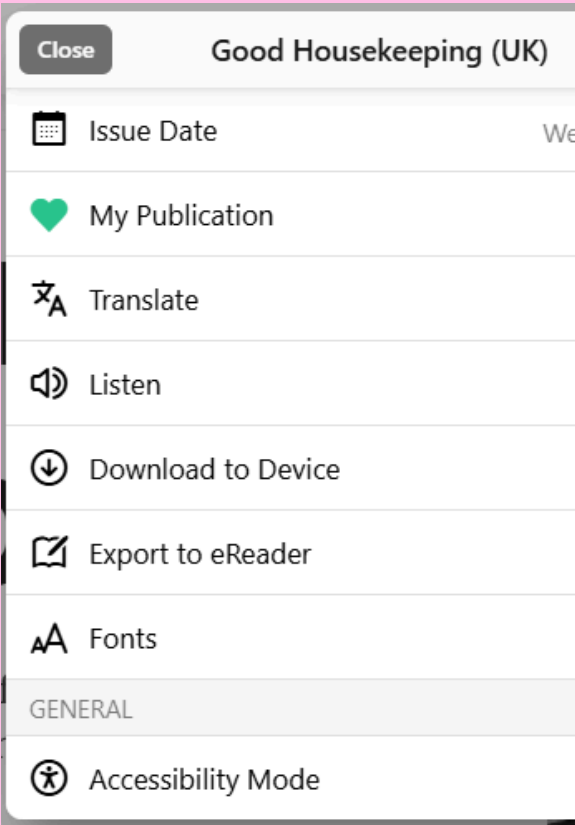 Close
Good Housekeeping (UK)
Issue Date
We
My Publication
Translate
Listen
Download to Device
Export to eReader
Fonts
GENERAL
Accessibility Mode